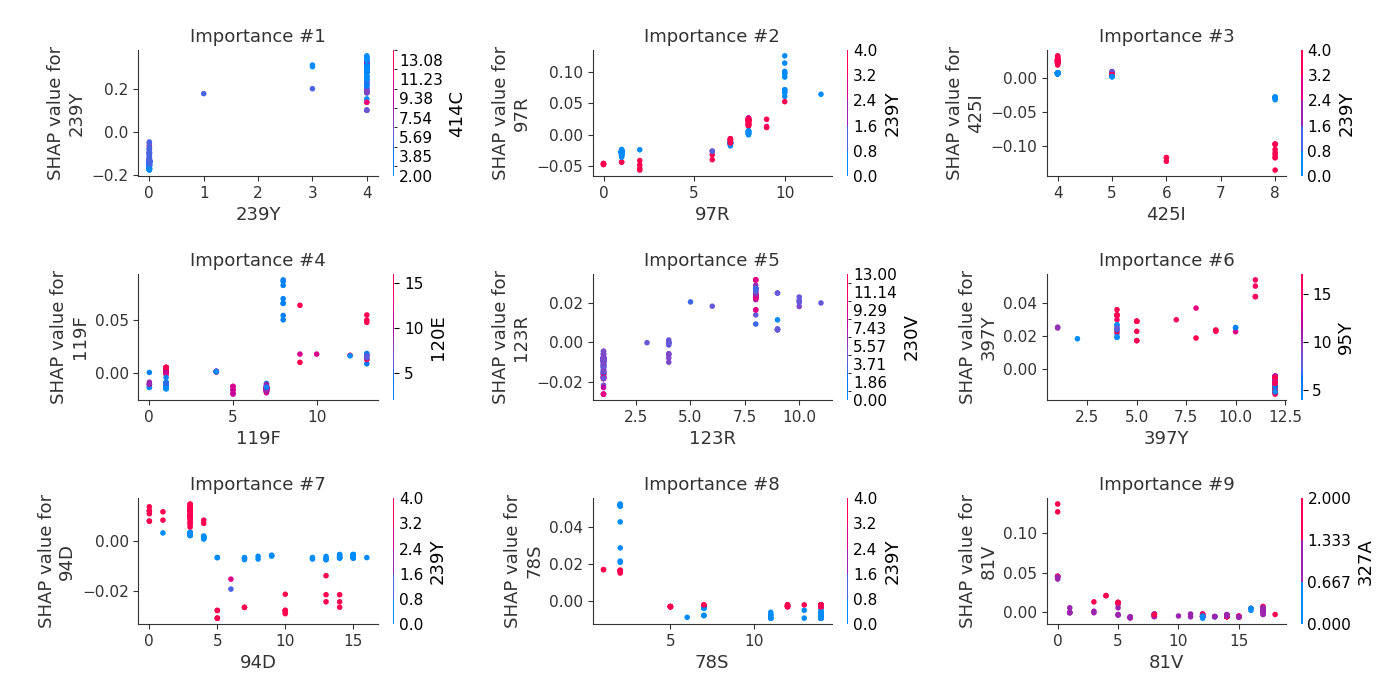 Importance #1
SHAP value for
239Y
0.2
0.0
−0.2
0
1
2
3
4
239Y
13.08
11.23
9.38
7.54
5.69
3.85
2.00
414C
Importance #2
SHAP value for
97R
0.10
0.05
0.00
−0.05
0
5
10
97R
4.0
3.2
2.4
1.6
0.8
0.0
239Y
Importance #3
SHAP value for
425I
0.00
−0.05
−0.10
4
5
6
7
8
425I
4.0
3.2
2.4
1.6
0.8
0.0
239Y
Importance #4
SHAP value for
119F
0.05
0.00
0
5
10
119F
15
10
5
120E
Importance #5
SHAP value for
123R
0.02
0.00
−0.02
2.5
5.0
7.5
10.0
123R
13.00
11.14
9.29
7.43
5.57
3.71
1.86
0.00
230V
Importance #6
SHAP value for
397Y
0.04
0.02
0.00
2.5
5.0
7.5
10.0
12.5
397Y
15
10
5
95Y
Importance #7
SHAP value for
94D
0.00
−0.02
0
5
10
15
94D
4.0
3.2
2.4
1.6
0.8
0.0
239Y
Importance #8
SHAP value for
78S
0.04
0.02
0.00
5
10
78S
4.0
3.2
2.4
1.6
0.8
0.0
239Y
Importance #9
SHAP value for
81V
0.10
0.05
0.00
0
5
10
15
81V
2.000
1.333
0.667
0.000
327A